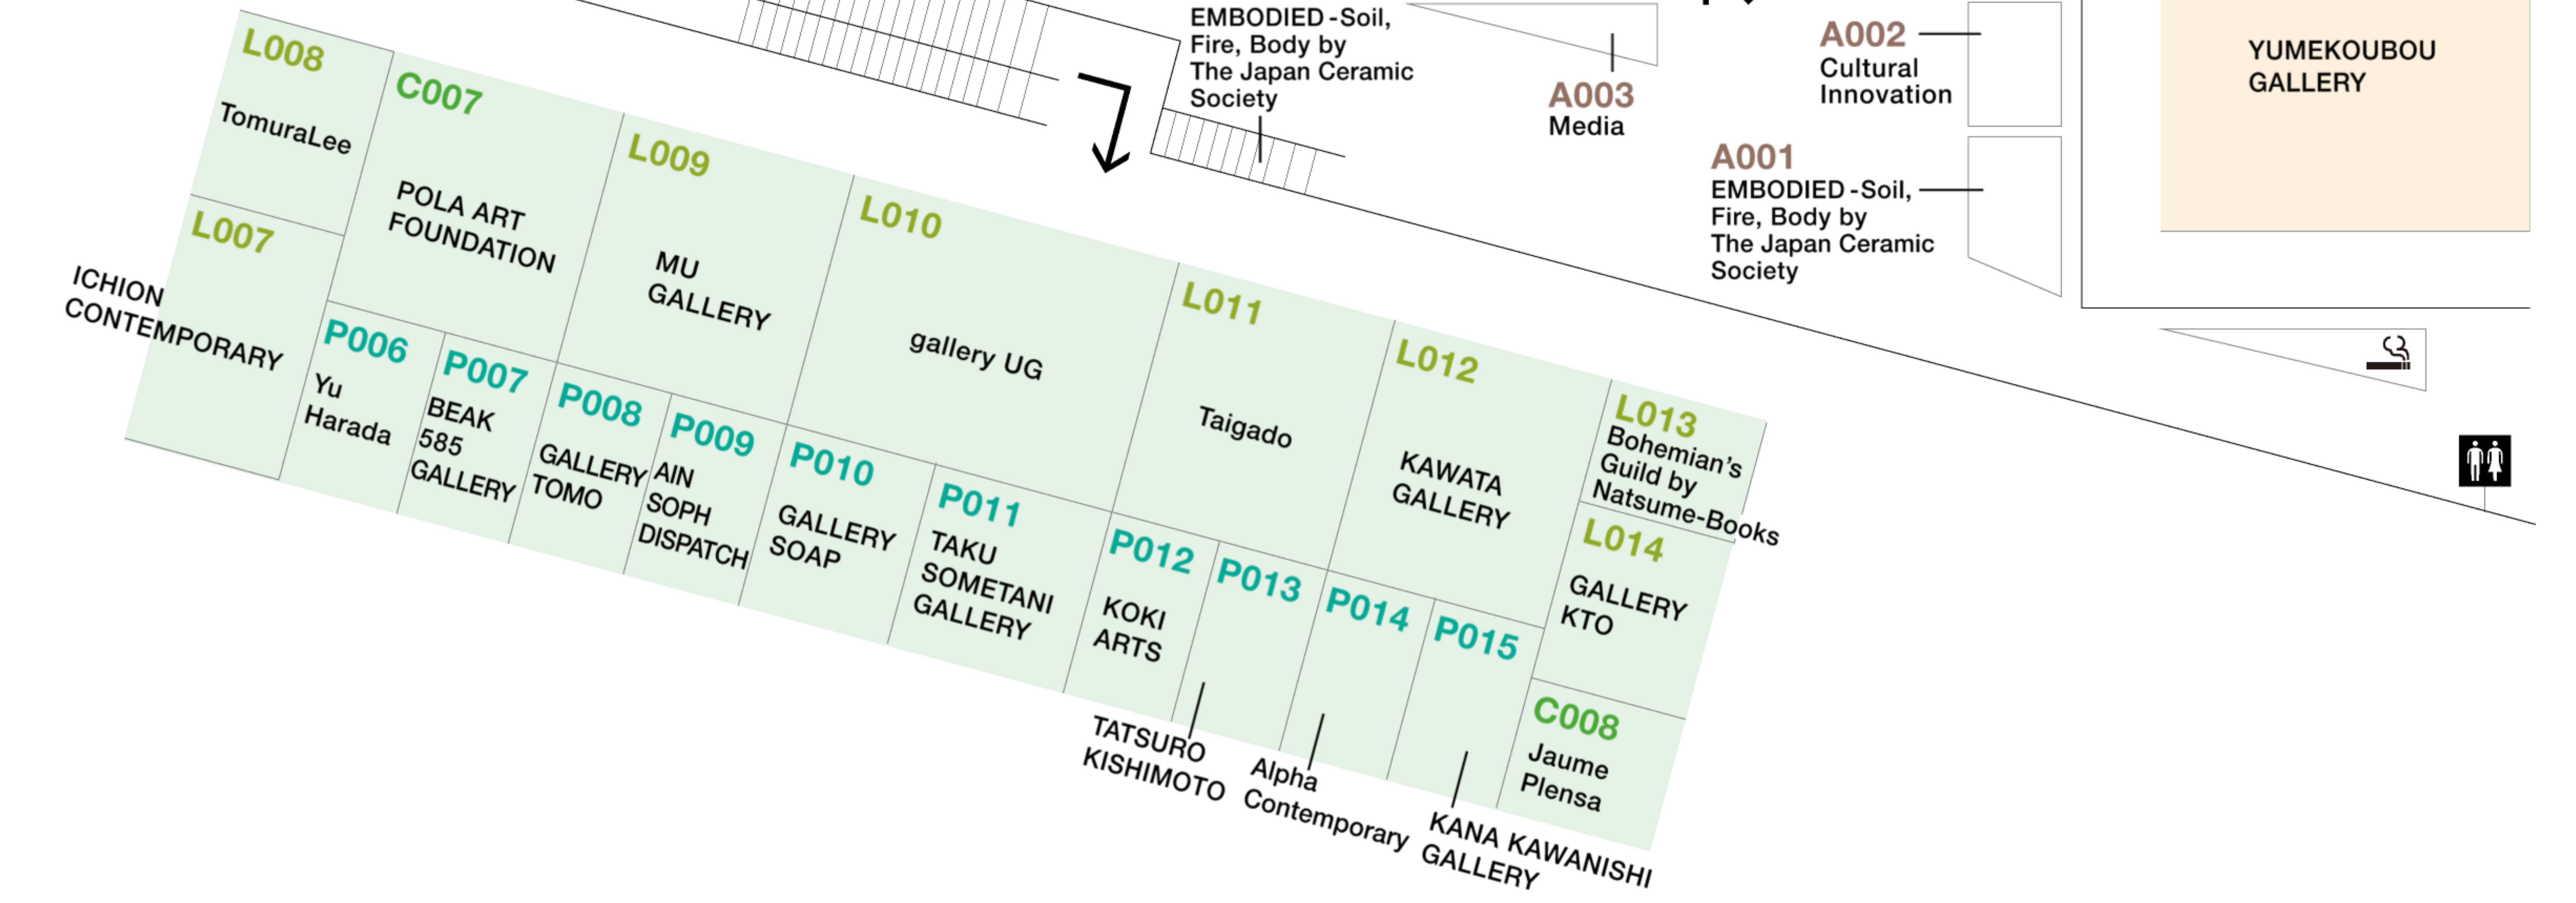 L008
TomuraLee
C007
POLA ART
FOUNDATION
L009
MU
GALLERY
L010
gallery UG
L011
Taigado
L012
KAWATA
GALLERY
L013
Bohemian's
Guild by
Natsume-Books
L014
GALLERY
KTO
C008
Jaume
Plensa
L007
ICHION
CONTEMPORARY
P006
Yu
Harada
P007
BEAK
585
GALLERY
P008
GALLERY
TOMO
P009
AIN
SOPH
DISPATCH
P010
GALLERY
SOAP
P011
TAKU
SOMETANI
GALLERY
P012
KOKI
ARTS
P013
TATSURO
KISHIMOTO
P014
Alpha
Contemporary
P015
KANA KAWANISHI
GALLERY
EMBODIED -Soil,
Fire, Body by
The Japan Ceramic
Society
A003
Media
A002
Cultural
Innovation
A001
EMBODIED -Soil,
Fire, Body by
The Japan Ceramic
Society
YUMEKOUBOU
GALLERY